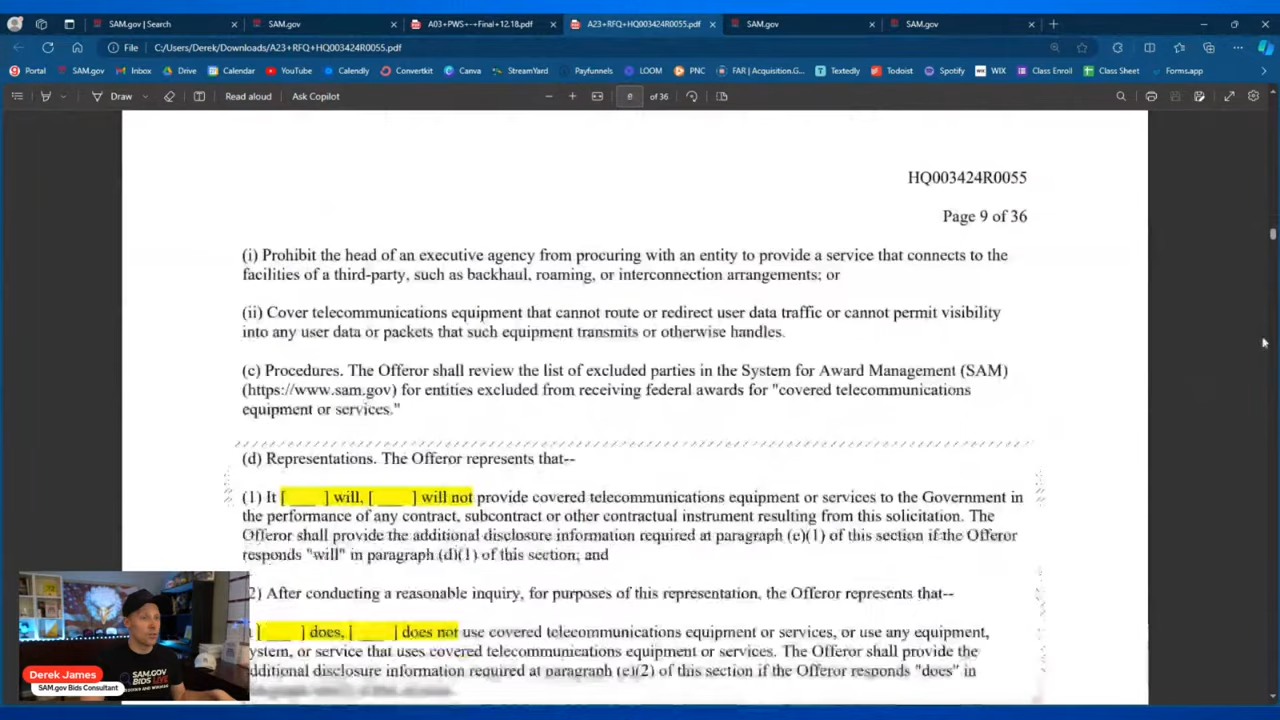 SAM.gov | Search
SAM.gov
A03+PWS+-+Final+12.18.pdf
A23+RFQ+HQ003424R0055.pdf
SAM.gov
SAM.gov
File
C:/Users/Derek/Downloads/A23+RFQ+HQ003424R0055.pdf
Portal
SAM.gov
Inbox
Drive
Calendar
YouTube
Calendly
Convertkit
Canva
StreamYard
Payfunnels
LOOM
PNC
FAR | Acquisition.G...
Textedly
Todoist
Spotify
WIX
Class Enroll
Class Sheet
Forms.app
Draw
Read aloud
Ask Copilot
of 36
HQ003424R0055
Page 9 of 36
(i) Prohibit the head of an executive agency from procuring with an entity to provide a service that connects to the
facilities of a third-party, such as backhaul, roaming, or interconnection arrangements; or
(ii) Cover telecommunications equipment that cannot route or redirect user data traffic or cannot permit visibility
into any user data or packets that such equipment transmits or otherwise handles.
(c) Procedures. The Offeror shall review the list of excluded parties in the System for Award Management (SAM)
(https://www.sam.gov) for entities excluded from receiving federal awards for "covered telecommunications
equipment or services."
(d) Representations. The Offeror represents that--
(1) It [____] will, [____] will not provide covered telecommunications equipment or services to the Government in
the performance of any contract, subcontract or other contractual instrument resulting from this solicitation. The
Offeror shall provide the additional disclosure information required at paragraph (e)(1) of this section if the Offeror
responds "will" in paragraph (d)(1) of this section; and
2) After conducting a reasonable inquiry, for purposes of this representation, the Offeror represents that--
[____] does, [____] does not use covered telecommunications equipment or services, or use any equipment,
ystem, or service that uses covered telecommunications equipment or services. The Offeror shall provide the
dditional disclosure information required at paragraph (e)(2) of this section if the Offeror responds "does" in
Derek James
SAM.gov Bids Consultant
SAM.GOV
BIDS LIVE